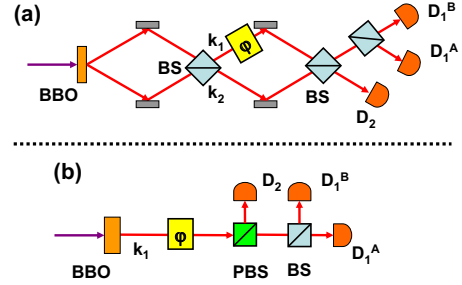 (a)
BBO
BS
k₁
φ
k₂
BS
D₁ᴮ
D₁ᴬ
D₂
(b)
BBO
k₁
φ
D₂
PBS
D₁ᴮ
BS
D₁ᴬ